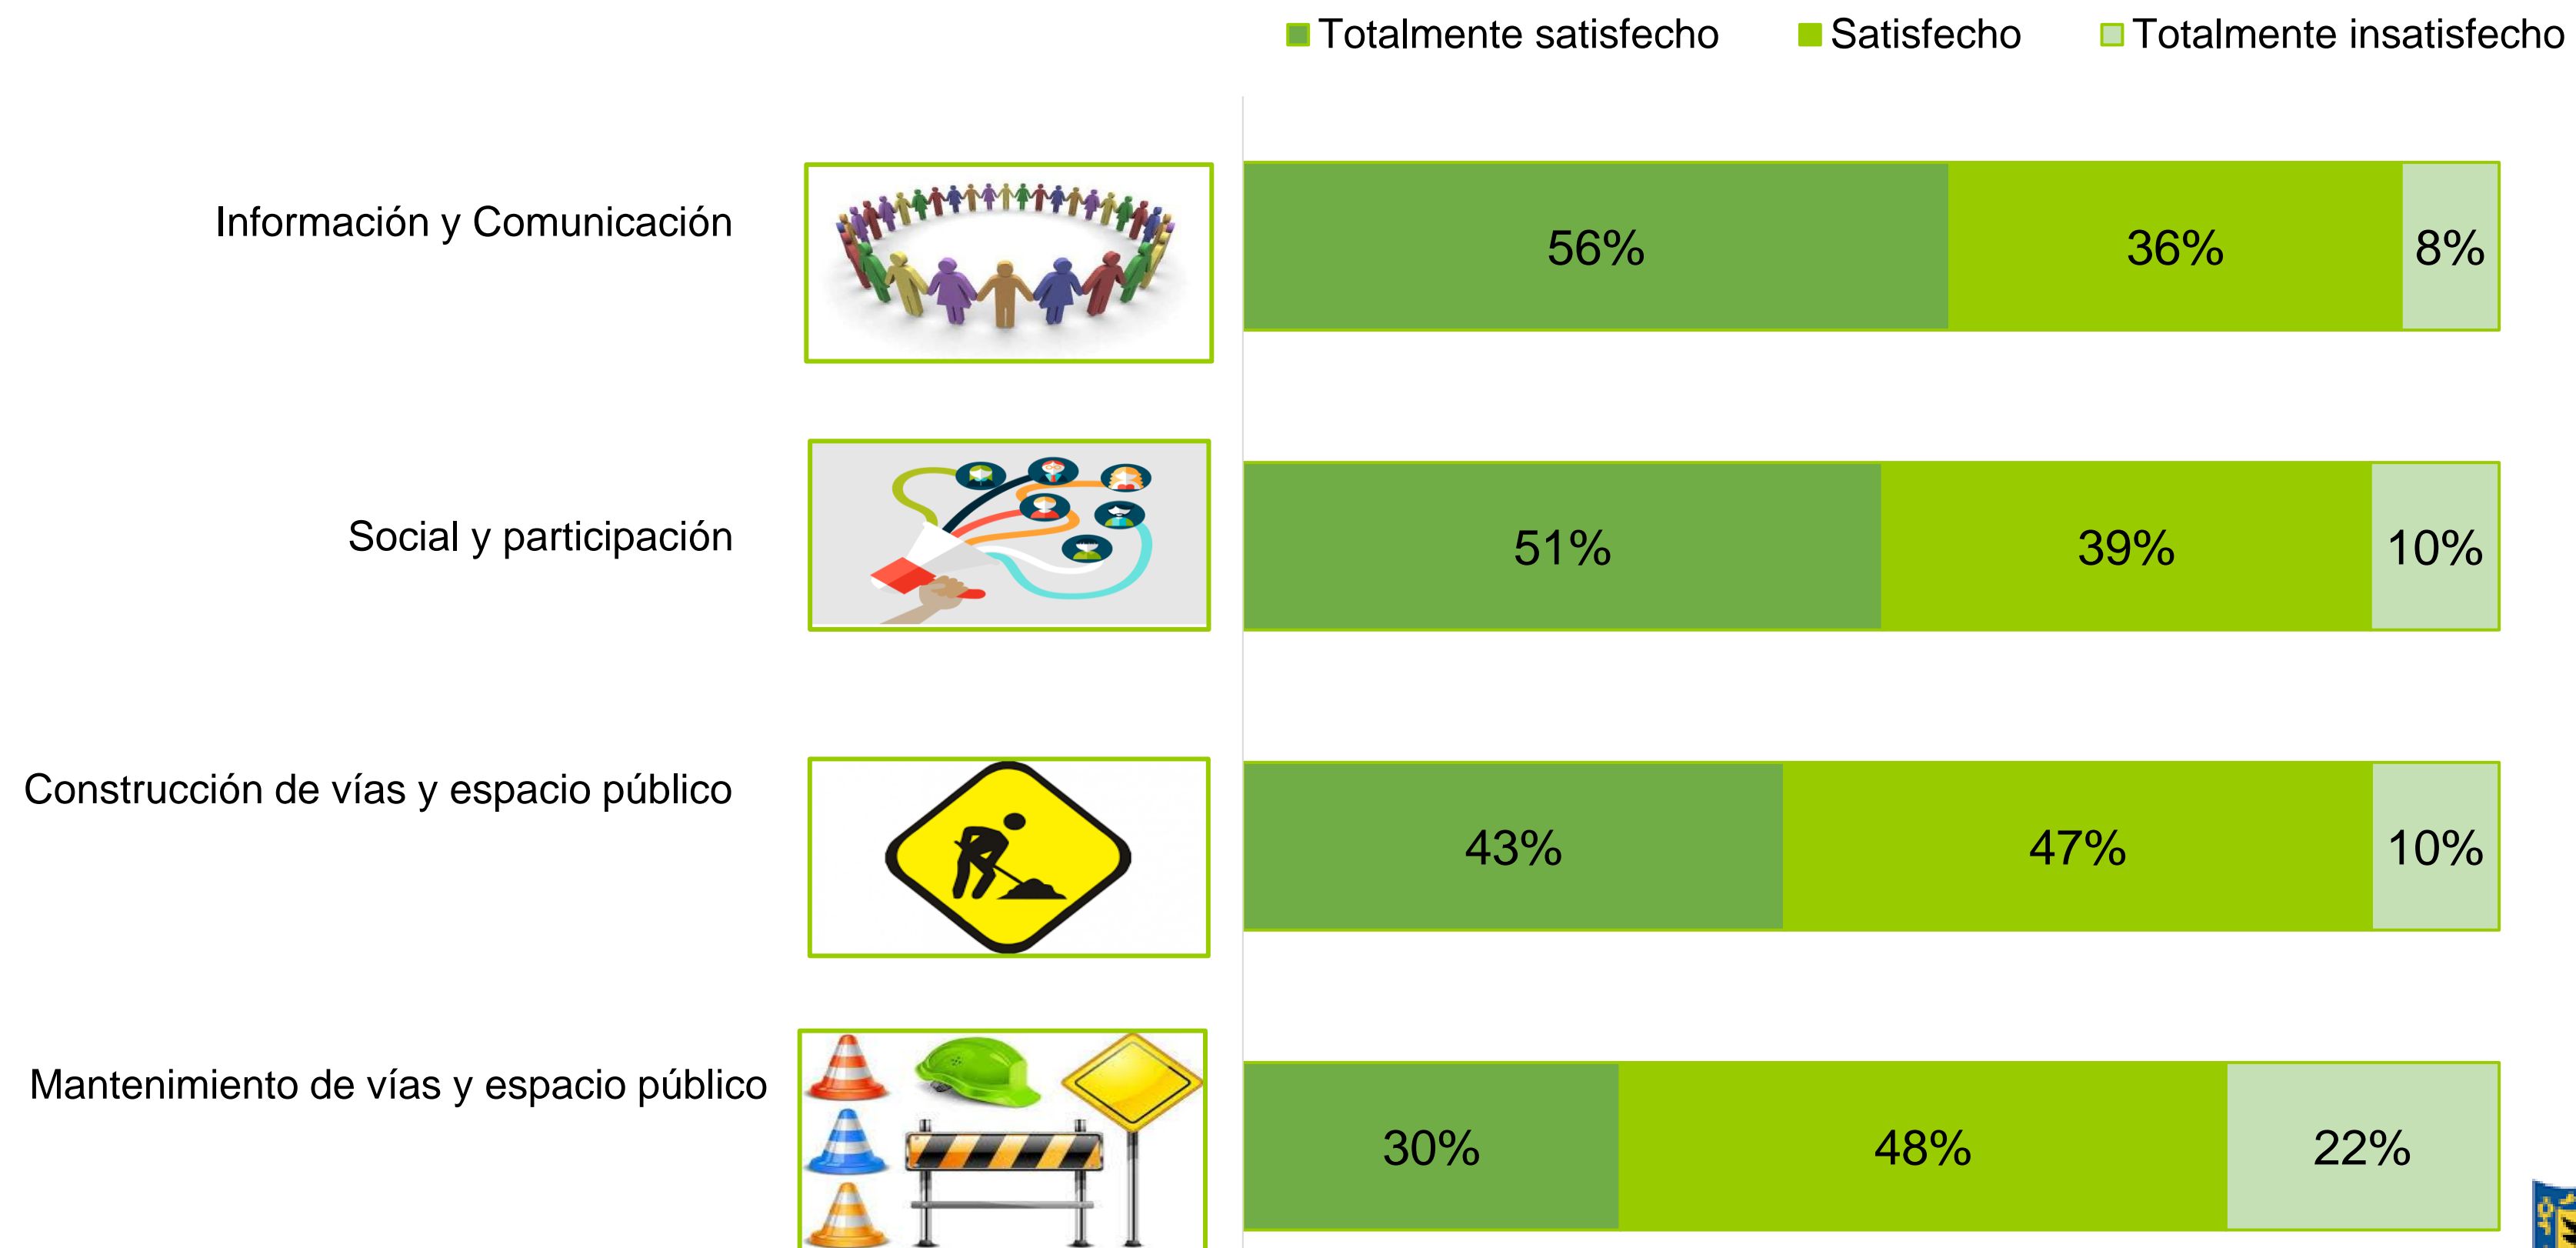 Totalmente satisfecho Satisfecho Totalmente insatisfecho
Información y Comunicación
56% 36% 8%
Social y participación
51% 39% 10%
Construcción de vías y espacio público
43% 47% 10%
Mantenimiento de vías y espacio público
30% 48% 22%